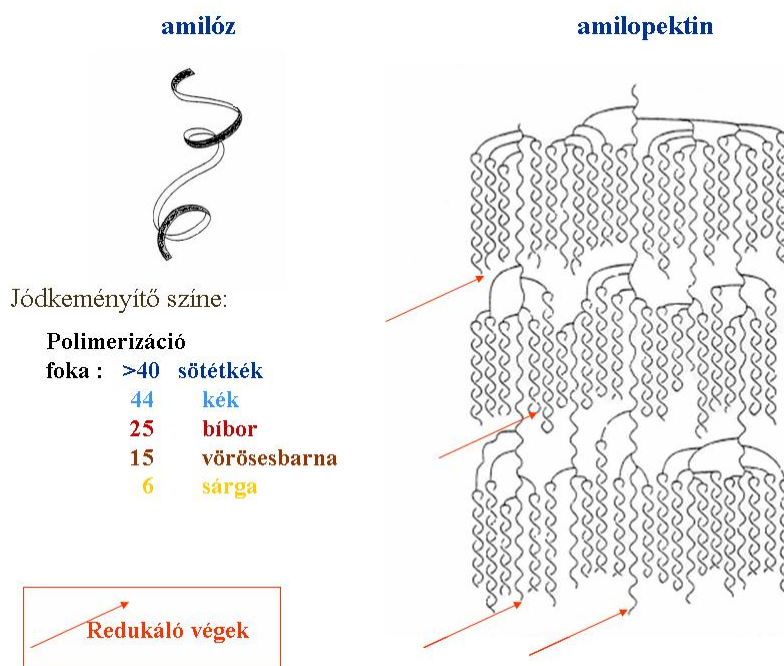 amilóz
amilopektin
Jódkeményítő színe:
Polimerizáció
foka : >40 sötétkék
44 kék
25 bíbor
15 vörösesbarna
6 sárga
Redukáló végek